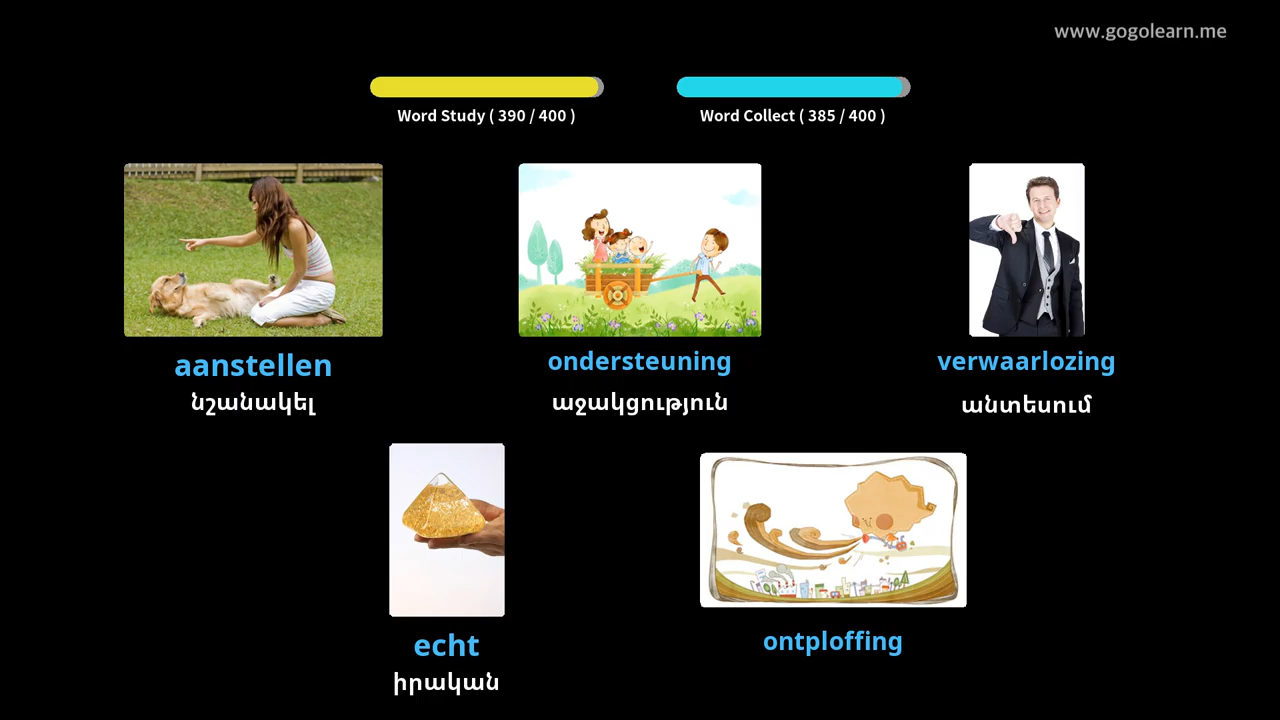 www.gogolearn.me
Word Study ( 390 / 400 )
Word Collect ( 385 / 400 )
aanstellen
նշանակել
ondersteuning
աջակցություն
verwaarlozing
անտեսում
echt
իրական
ontploffing